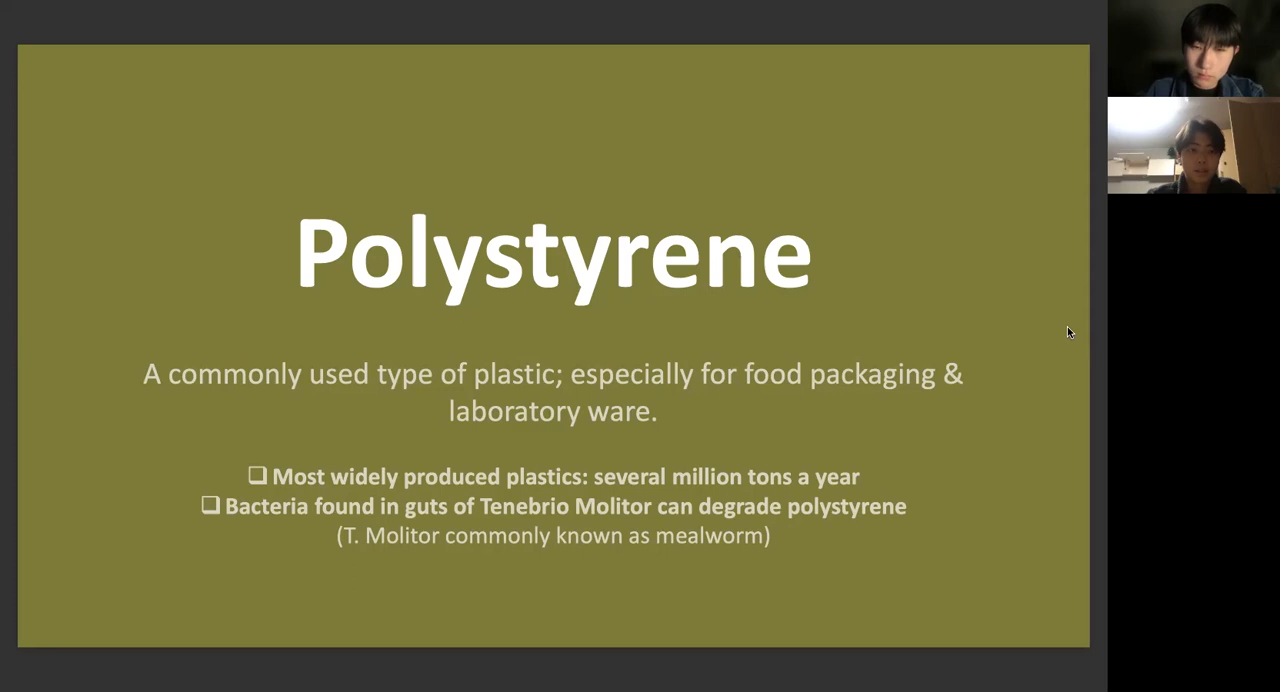 Polystyrene
A commonly used type of plastic; especially for food packaging &
laboratory ware.
❑ Most widely produced plastics: several million tons a year
❑ Bacteria found in guts of Tenebrio Molitor can degrade polystyrene
(T. Molitor commonly known as mealworm)